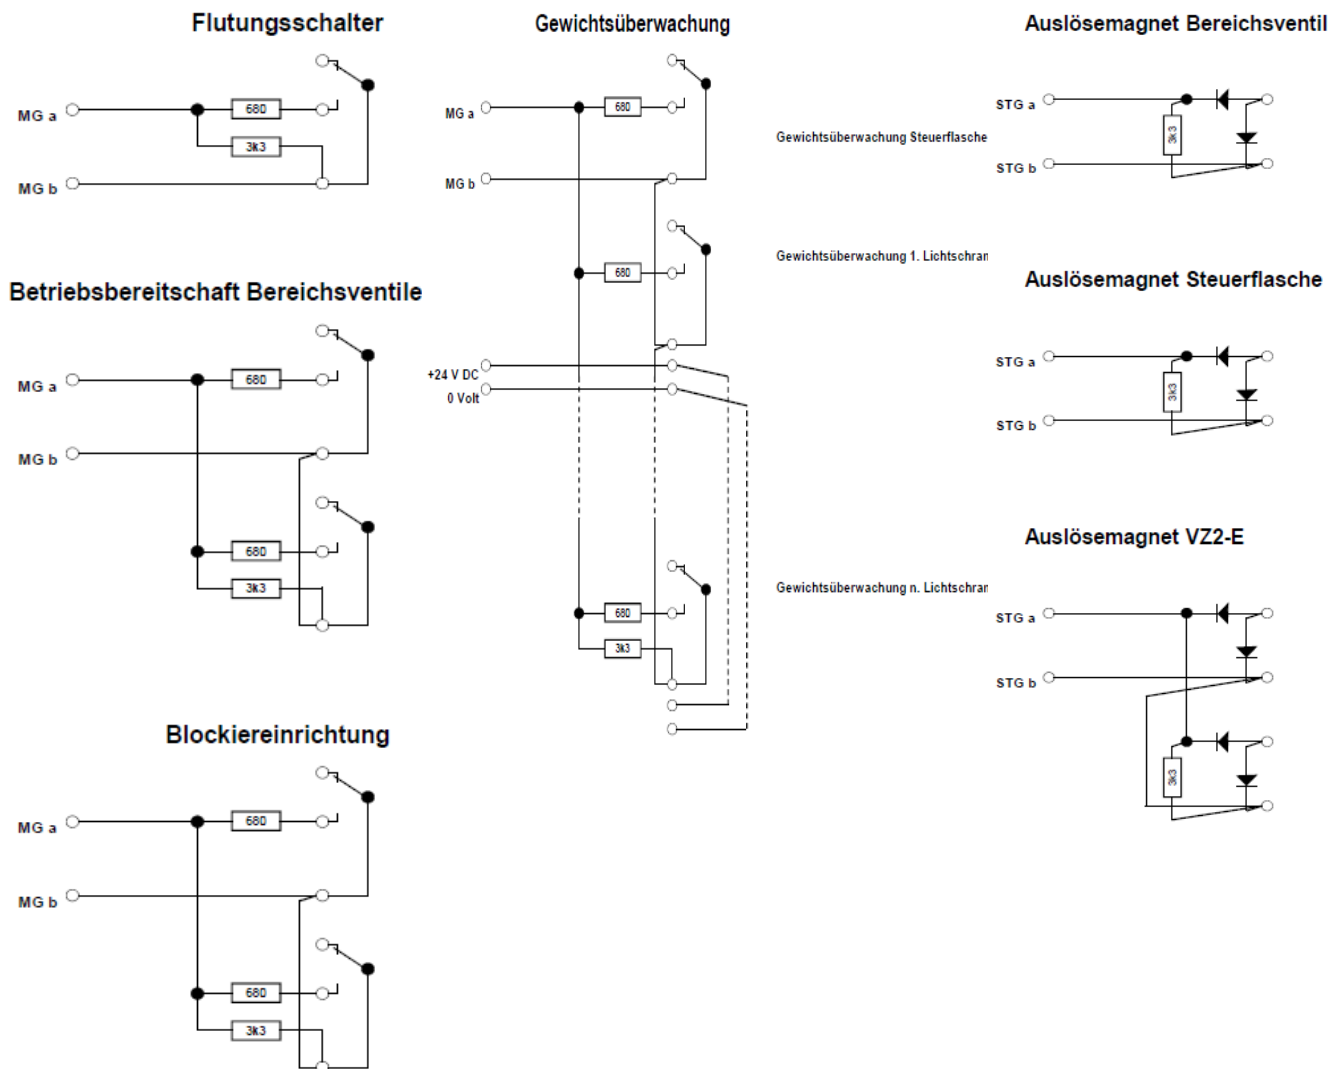 Flutungsschalter
MG a
680
3k3
MG b
Betriebsbereitschaft Bereichsventile
MG a
680
MG b
680
3k3
Blockiereinrichtung
MG a
680
MG b
680
3k3
Gewichtsüberwachung
MG a
680
Gewichtsüberwachung Steuerflasche
MG b
Gewichtsüberwachung 1. Lichtschran
680
+24 V DC
0 Volt
Gewichtsüberwachung n. Lichtschran
680
3k3
Auslösemagnet Bereichsventil
STG a
3k3
STG b
Auslösemagnet Steuerflasche
STG a
3k3
STG b
Auslösemagnet VZ2-E
STG a
STG b
3k3